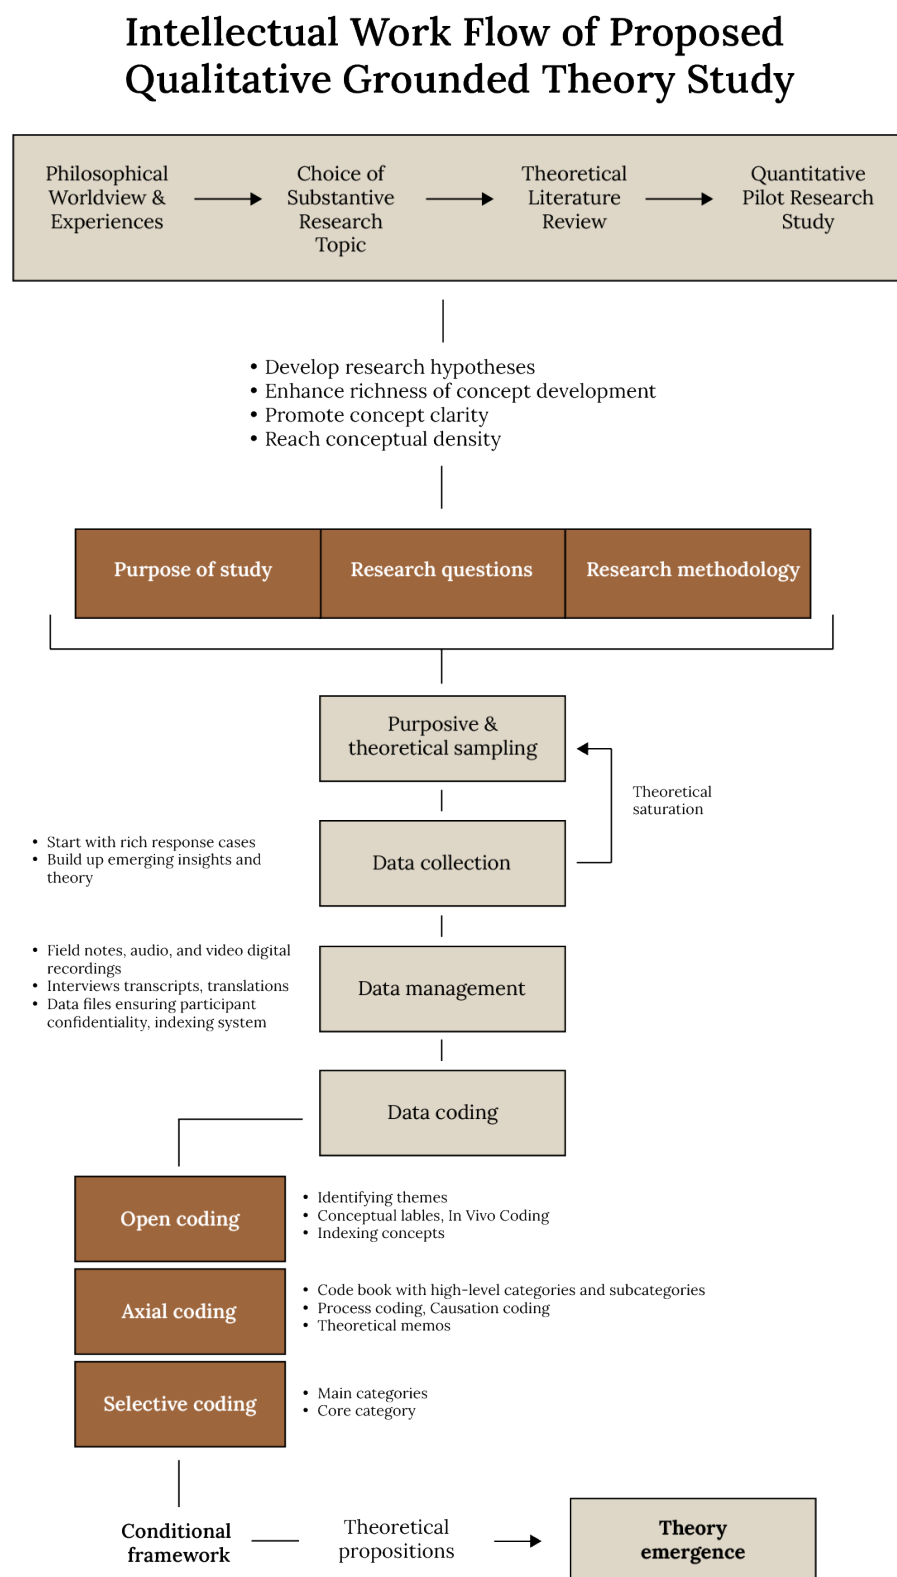 Intellectual Work Flow of Proposed
Qualitative Grounded Theory Study
Philosophical
Worldview &
Experiences
Choice of
Substantive
Research
Topic
Theoretical
Literature
Review
Quantitative
Pilot Research
Study
• Develop research hypotheses
• Enhance richness of concept development
• Promote concept clarity
• Reach conceptual density
Purpose of study
Research questions
Research methodology
Purposive &
theoretical sampling
Theoretical
saturation
• Start with rich response cases
• Build up emerging insights and
theory
Data collection
• Field notes, audio, and video digital
recordings
• Interviews transcripts, translations
• Data files ensuring participant
confidentiality, indexing system
Data management
Data coding
Open coding
• Identifying themes
• Conceptual lables, In Vivo Coding
• Indexing concepts
Axial coding
• Code book with high-level categories and subcategories
• Process coding, Causation coding
• Theoretical memos
Selective coding
• Main categories
• Core category
Conditional
framework
Theoretical
propositions
Theory
emergence